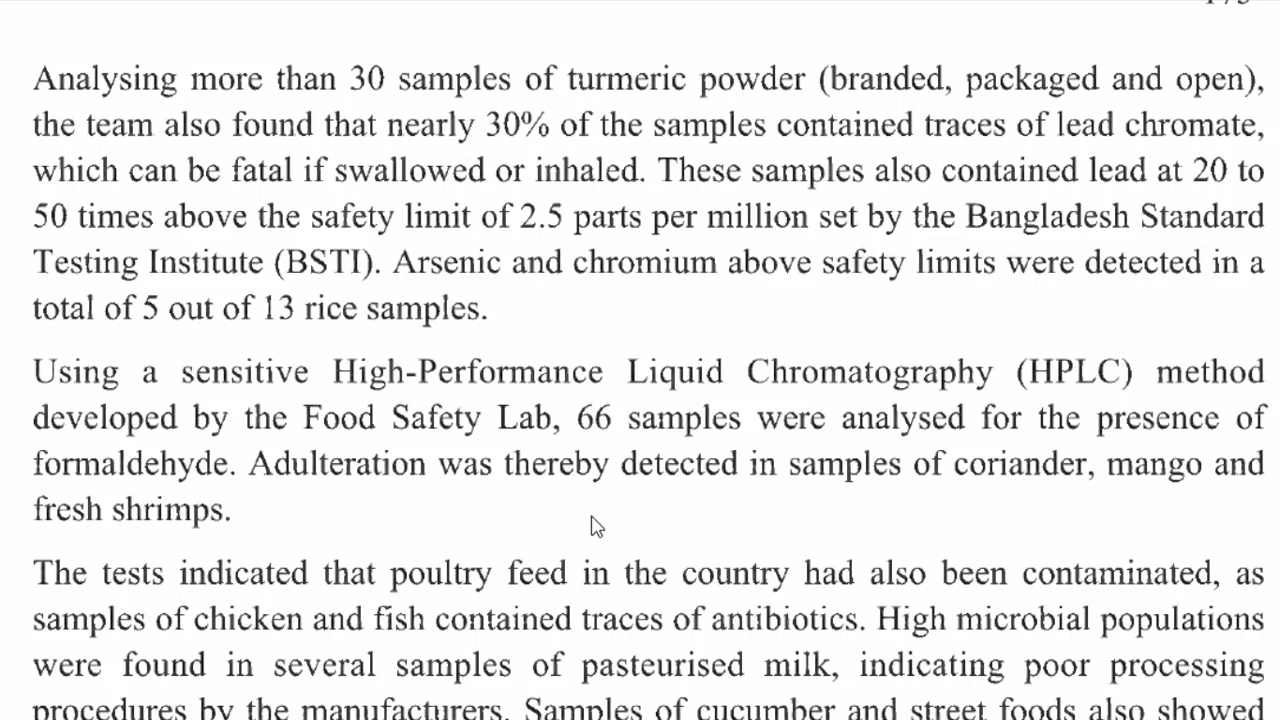 Analysing more than 30 samples of turmeric powder (branded, packaged and open),
the team also found that nearly 30% of the samples contained traces of lead chromate,
which can be fatal if swallowed or inhaled. These samples also contained lead at 20 to
50 times above the safety limit of 2.5 parts per million set by the Bangladesh Standard
Testing Institute (BSTI). Arsenic and chromium above safety limits were detected in a
total of 5 out of 13 rice samples.
Using a sensitive High-Performance Liquid Chromatography (HPLC) method
developed by the Food Safety Lab, 66 samples were analysed for the presence of
formaldehyde. Adulteration was thereby detected in samples of coriander, mango and
fresh shrimps.
The tests indicated that poultry feed in the country had also been contaminated, as
samples of chicken and fish contained traces of antibiotics. High microbial populations
were found in several samples of pasteurised milk, indicating poor processing
procedures by the manufacturers. Samples of cucumber and street foods also showed